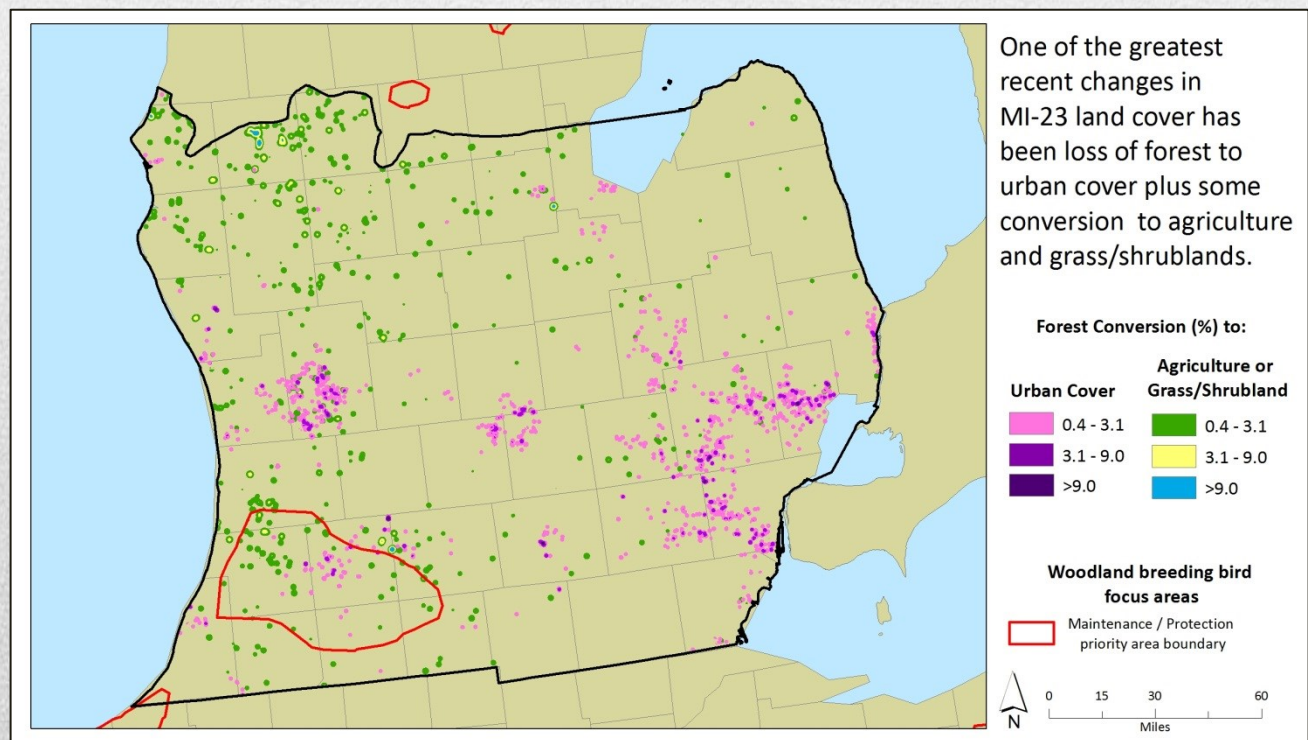 One of the greatest
recent changes in
MI-23 land cover has
been loss of forest to
urban cover plus some
conversion to agriculture
and grass/shrublands.
Forest Conversion (%) to:
Urban Cover
0.4 - 3.1
3.1 - 9.0
>9.0
Agriculture or
Grass/Shrubland
0.4 - 3.1
3.1 - 9.0
>9.0
Woodland breeding bird
focus areas
Maintenance / Protection
priority area boundary
N
0 15 30 60
Miles